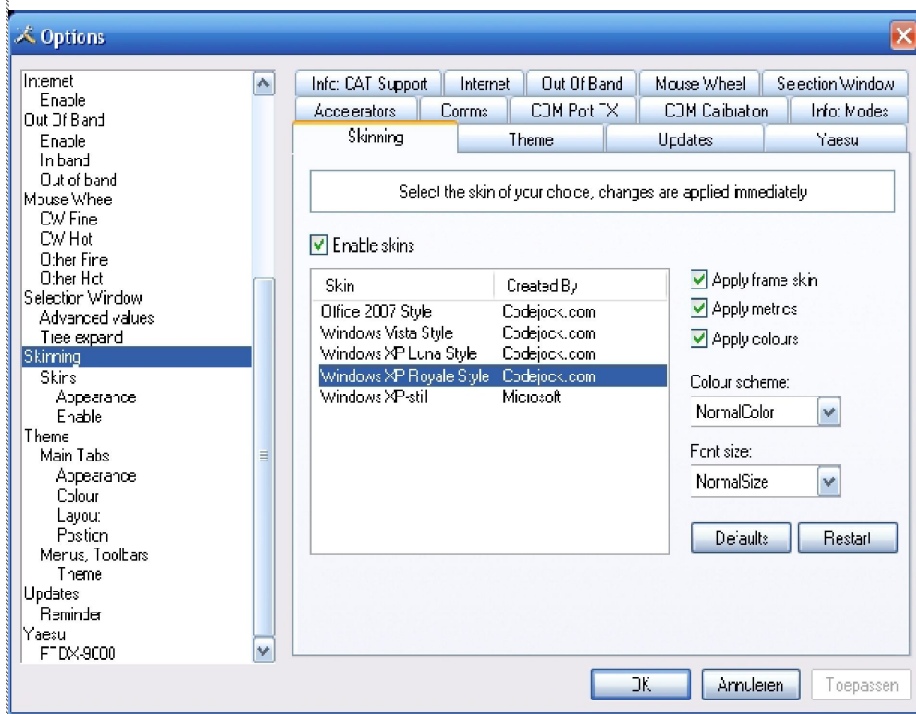 Options
Internet
Enable
Out Of Band
Enable
In band
Out of band
Mouse Wheel
CW Fine
CW Hot
Other Fine
Other Hot
Selection Window
Advanced values
Tree expand
Skinning
Skins
Appearance
Enable
Theme
Main Tabs
Appearance
Colour
Layout
Position
Menus, Toolbars
Theme
Updates
Reminder
Yaesu
FTDX-9000
Info: CAT Support Internet Out Of Band Mouse Wheel Selection Window
Accelerators Comms COM Port TX COM Calibration Info: Modes
Skinning Theme Updates Yaesu
Select the skin of your choice, changes are applied immediately
Enable skins
Skin Created By
Office 2007 Style Codejock.com
Windows Vista Style Codejock.com
Windows XP Luna Style Codejock.com
Windows XP Royale Style Codejock.com
Windows XP-stijl Microsoft
Apply frame skin
Apply metrics
Apply colours
Colour scheme:
NormalColor
Font size:
NormalSize
Defaults Restart
OK Annuleren Toepassen